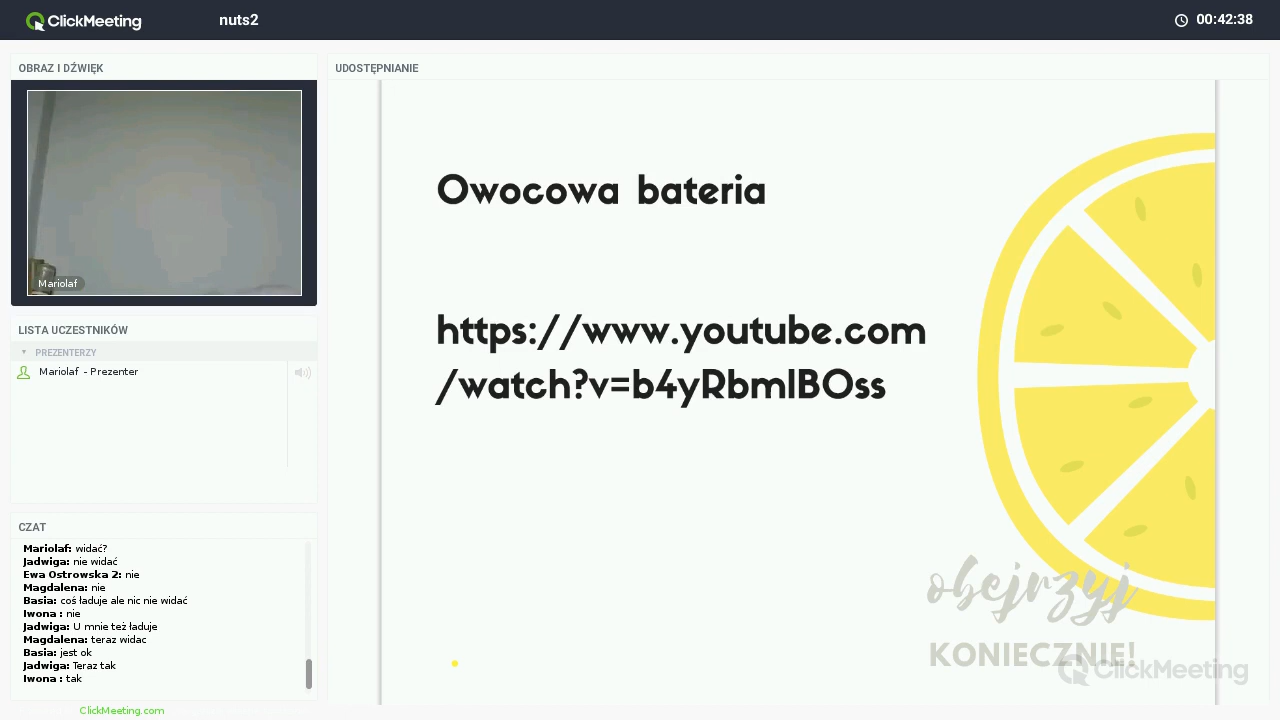 ClickMeeting
nuts2
00:42:38
OBRAZ I DŹWIĘK
Mariolaf
LISTA UCZESTNIKÓW
PREZENTERZY
Mariolaf - Prezenter
CZAT
Mariolaf: widać?
Jadwiga: nie widać
Ewa Ostrowska 2: nie
Magdalena: nie
Basia: coś ładuje ale nic nie widać
Iwona : nie
Jadwiga: U mnie też ładuje
Magdalena: teraz widac
Basia: jest ok
Jadwiga: Teraz tak
Iwona : tak
ClickMeeting.com
UDOSTĘPNIANIE
Owocowa bateria
https://www.youtube.com
/watch?v=b4yRbmlBOss
obejrzyj
KONIECZNIE!
ClickMeeting